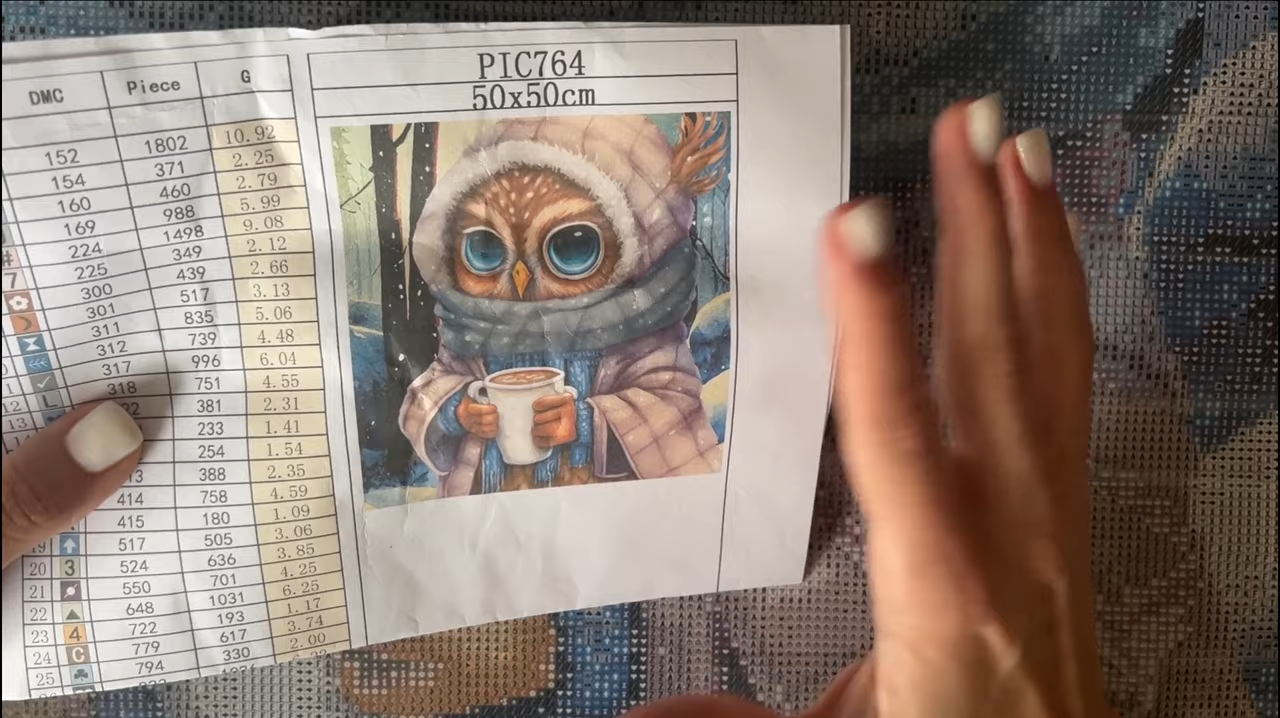 DMC Piece G
152 1802 10.92
154 371 2.25
160 460 2.79
169 988 5.99
# 224 1498 9.08
7 225 349 2.12
300 439 2.66
301 517 3.13
311 835 5.06
312 739 4.48
317 996 6.04
12 L 318 751 4.55
13 381 2.31
233 1.41
254 1.54
388 2.35
414 758 4.59
415 180 1.09
19 517 505 3.06
20 3 524 636 3.85
21 550 701 4.25
22 648 1031 6.25
23 4 722 193 1.17
24 C 779 617 3.74
25 794 330 2.00
PIC764
50x50cm